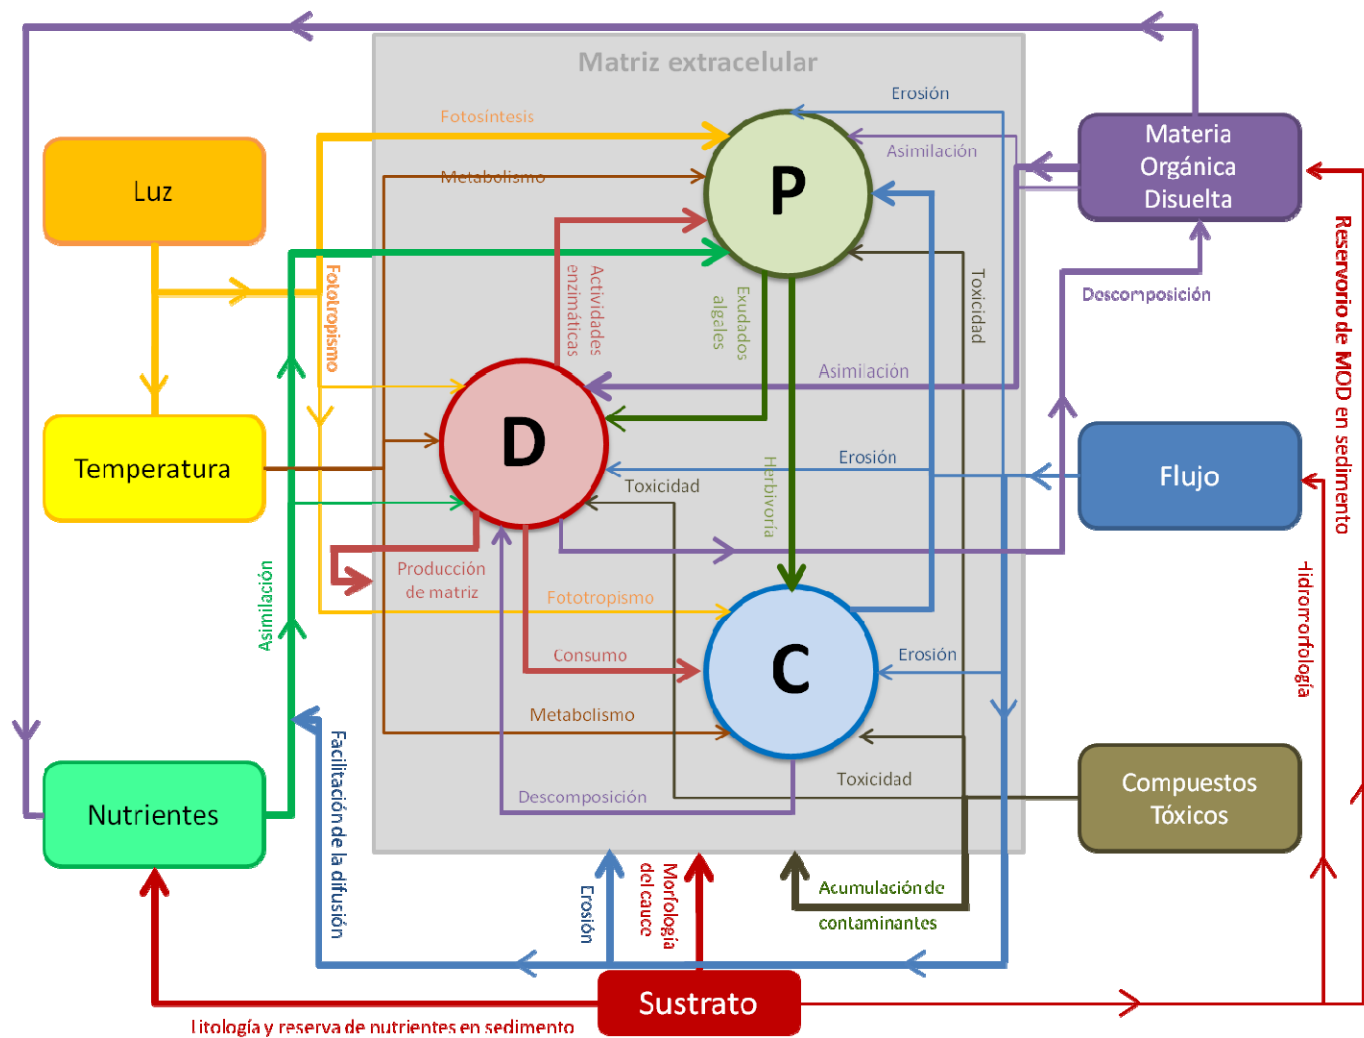 Matriz extracelular
Erosión
Fotosíntesis
Luz
Materia
Orgánica
Disuelta
Asimilación
Metabolismo
P
Fototropismo
Actividades
enzimáticas
Exudados
algales
Toxicidad
Descomposición
Reservorio de MOD en sedimento
Asimilación
D
Temperatura
Erosión
Flujo
Toxicidad
Herbivoría
Producción
de matriz
Asimilación
Fototropismo
Hidromorfología
Consumo
Erosión
C
Metabolismo
Toxicidad
Descomposición
Facilitación de la difusión
Nutrientes
Compuestos
Tóxicos
Erosión
Morfología
del cauce
Acumulación de
contaminantes
Sustrato
Litología y reserva de nutrientes en sedimento